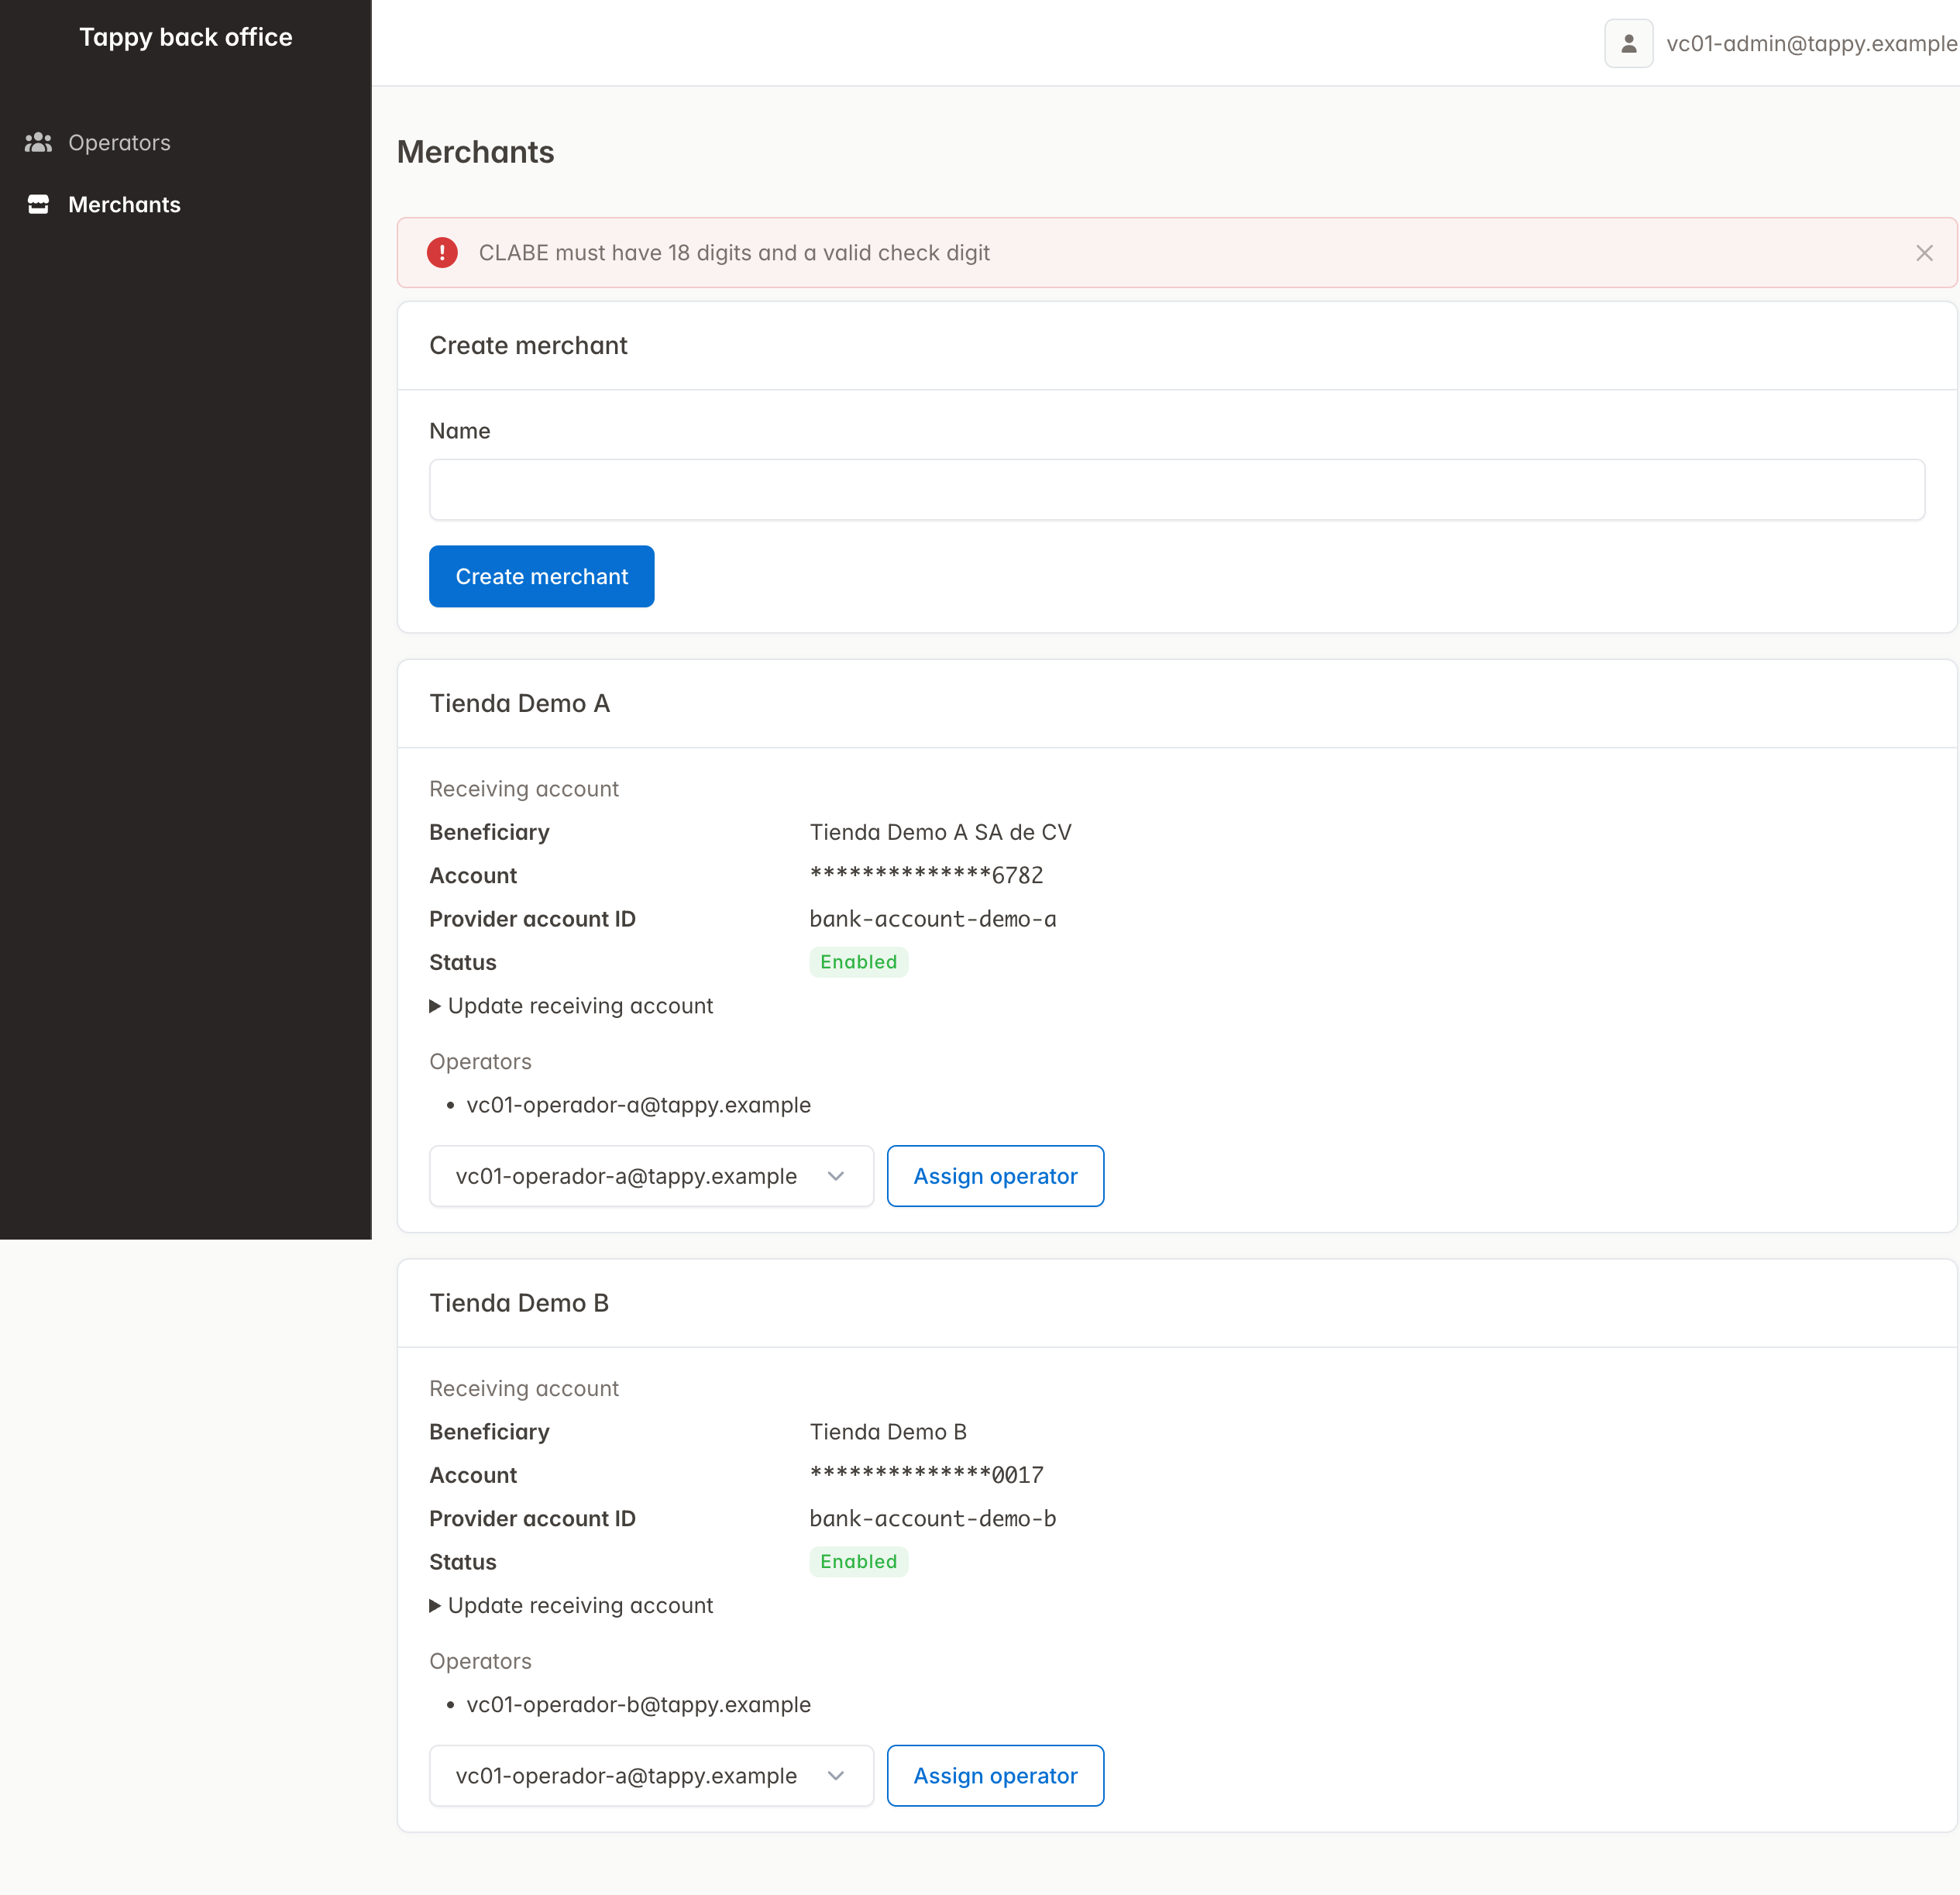 Tappy back office
vc01-admin@tappy.example
Operators
Merchants
Merchants
CLABE must have 18 digits and a valid check digit
Create merchant
Name
Create merchant
Tienda Demo A
Receiving account
Beneficiary Tienda Demo A SA de CV
Account **************6782
Provider account ID bank-account-demo-a
Status Enabled
Update receiving account
Operators
• vc01-operador-a@tappy.example
vc01-operador-a@tappy.example Assign operator
Tienda Demo B
Receiving account
Beneficiary Tienda Demo B
Account **************0017
Provider account ID bank-account-demo-b
Status Enabled
Update receiving account
Operators
• vc01-operador-b@tappy.example
vc01-operador-a@tappy.example Assign operator